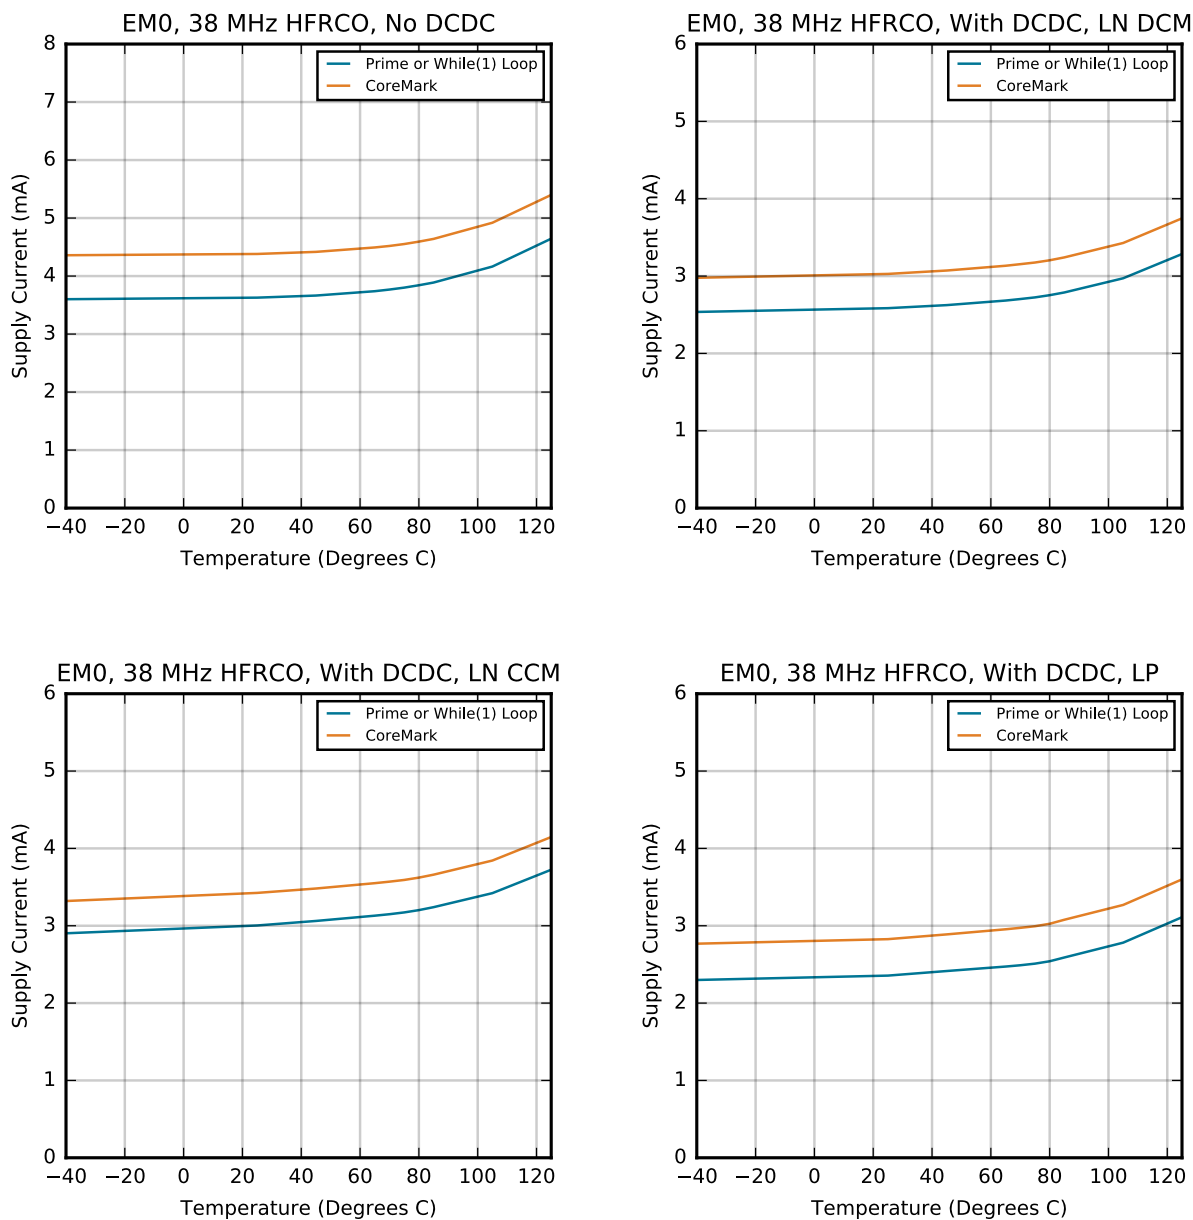 EM0, 38 MHz HFRCO, No DCDC
8
7
6
5
4
3
2
1
0
Supply Current (mA)
Prime or While(1) Loop
CoreMark
−40 −20 0 20 40 60 80 100 120
Temperature (Degrees C)
EM0, 38 MHz HFRCO, With DCDC, LN DCM
6
5
4
3
2
1
0
Supply Current (mA)
Prime or While(1) Loop
CoreMark
−40 −20 0 20 40 60 80 100 120
Temperature (Degrees C)
EM0, 38 MHz HFRCO, With DCDC, LN CCM
6
5
4
3
2
1
0
Supply Current (mA)
Prime or While(1) Loop
CoreMark
−40 −20 0 20 40 60 80 100 120
Temperature (Degrees C)
EM0, 38 MHz HFRCO, With DCDC, LP
6
5
4
3
2
1
0
Supply Current (mA)
Prime or While(1) Loop
CoreMark
−40 −20 0 20 40 60 80 100 120
Temperature (Degrees C)